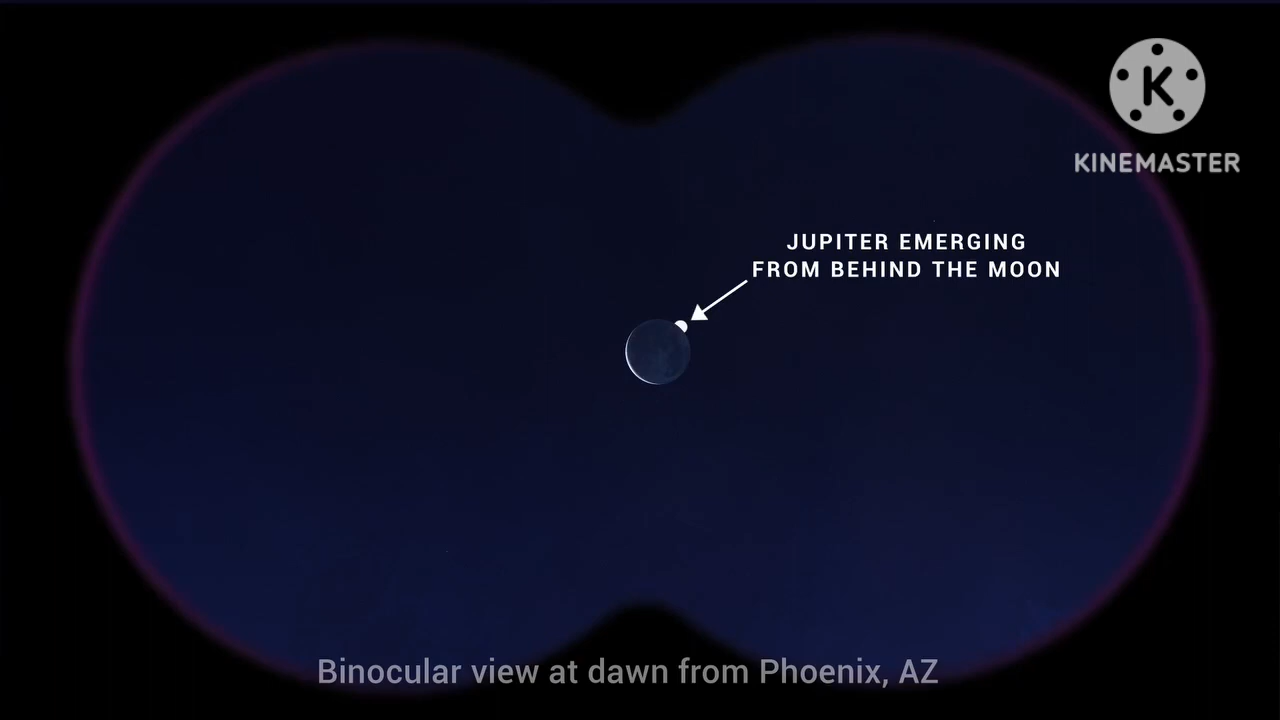 K
KINEMASTER
JUPITER EMERGING
FROM BEHIND THE MOON
Binocular view at dawn from Phoenix, AZ